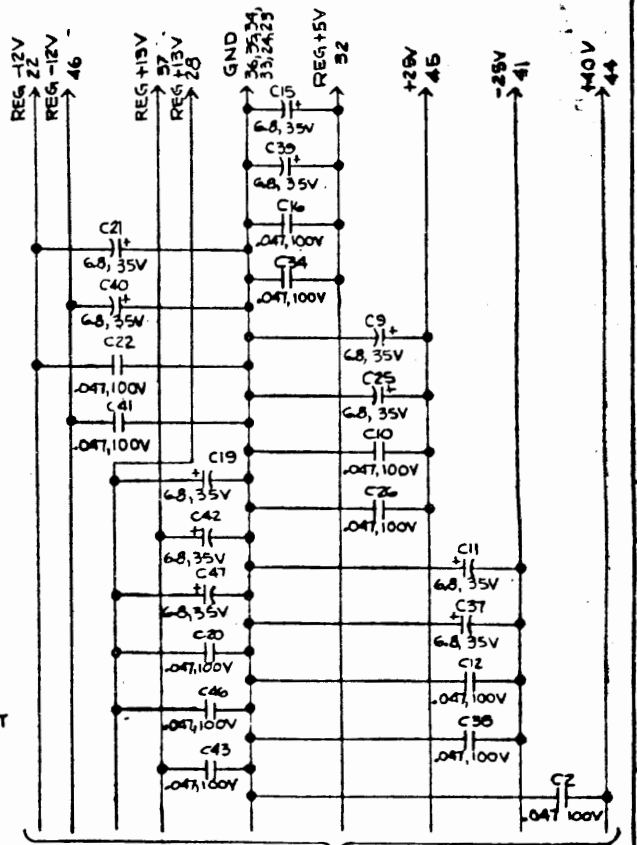 REG -12V
22
REG -12V
46
REG +15V
37
REG +15V
28
GND
36,35,34,
33,24,23
REG +5V
32
+25V
45
-25V
41
+40V
44
C15
+
6.8, 35V
C39
+
6.8, 35V
C16
.047, 100V
C34
.047, 100V
C21
+
6.8, 35V
C40
+
6.8, 35V
C22
.047, 100V
C41
.047, 100V
C9
+
6.8, 35V
C25
+
6.8, 35V
C10
.047, 100V
C26
.047, 100V
C19
+
6.8, 35V
C42
+
6.8, 35V
C47
+
6.8, 35V
C20
.047, 100V
C46
.047, 100V
C43
.047, 100V
C11
+
6.8, 35V
C37
+
6.8, 35V
C12
.047, 100V
C38
.047, 100V
C2
.047 100V
T